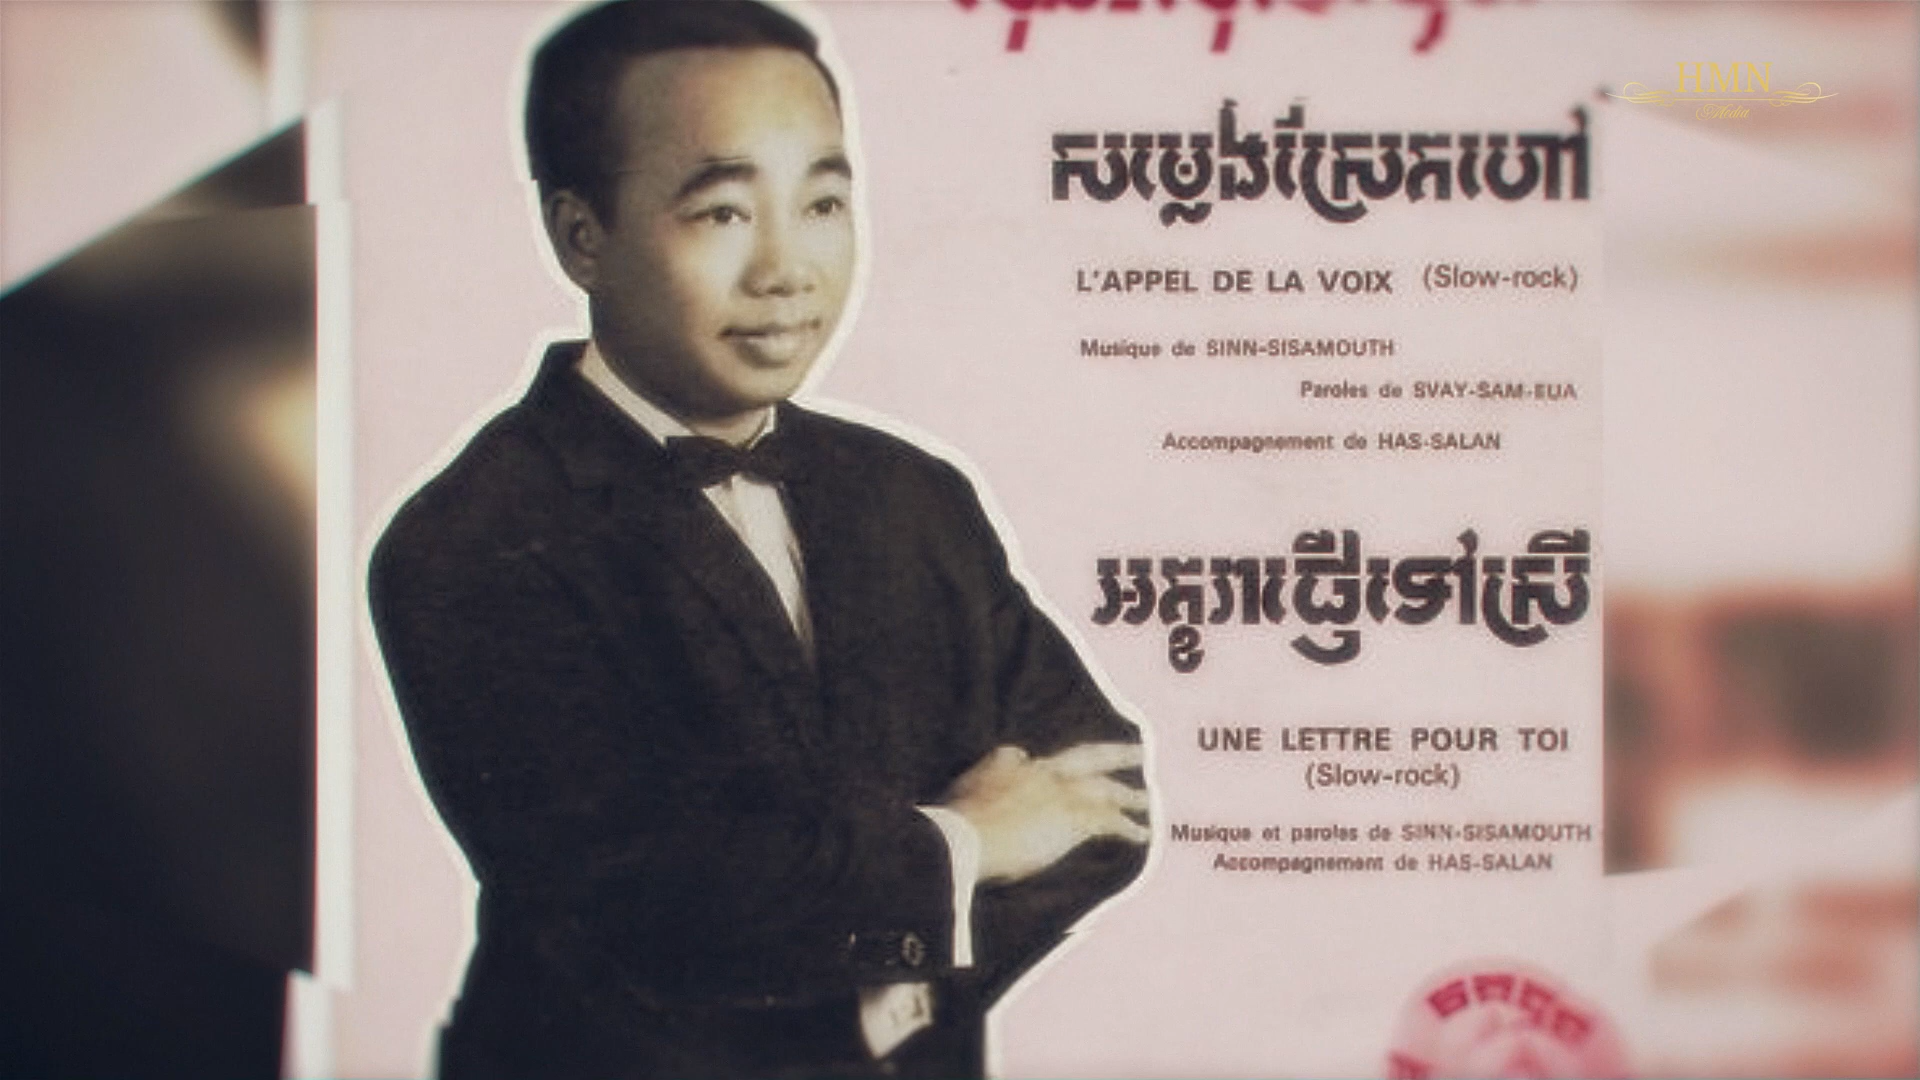 HMN
Media
សម្លេងស្រែកហៅ
L'APPEL DE LA VOIX (Slow-rock)
Musique de SINN-SISAMOUTH
Paroles de SVAY-SAM-EUA
Accompagnement de HAS-SALAN
អក្ខរាផ្ញើទៅស្រី
UNE LETTRE POUR TOI
(Slow-rock)
Musique et paroles de SINN-SISAMOUTH
Accompagnement de HAS-SALAN